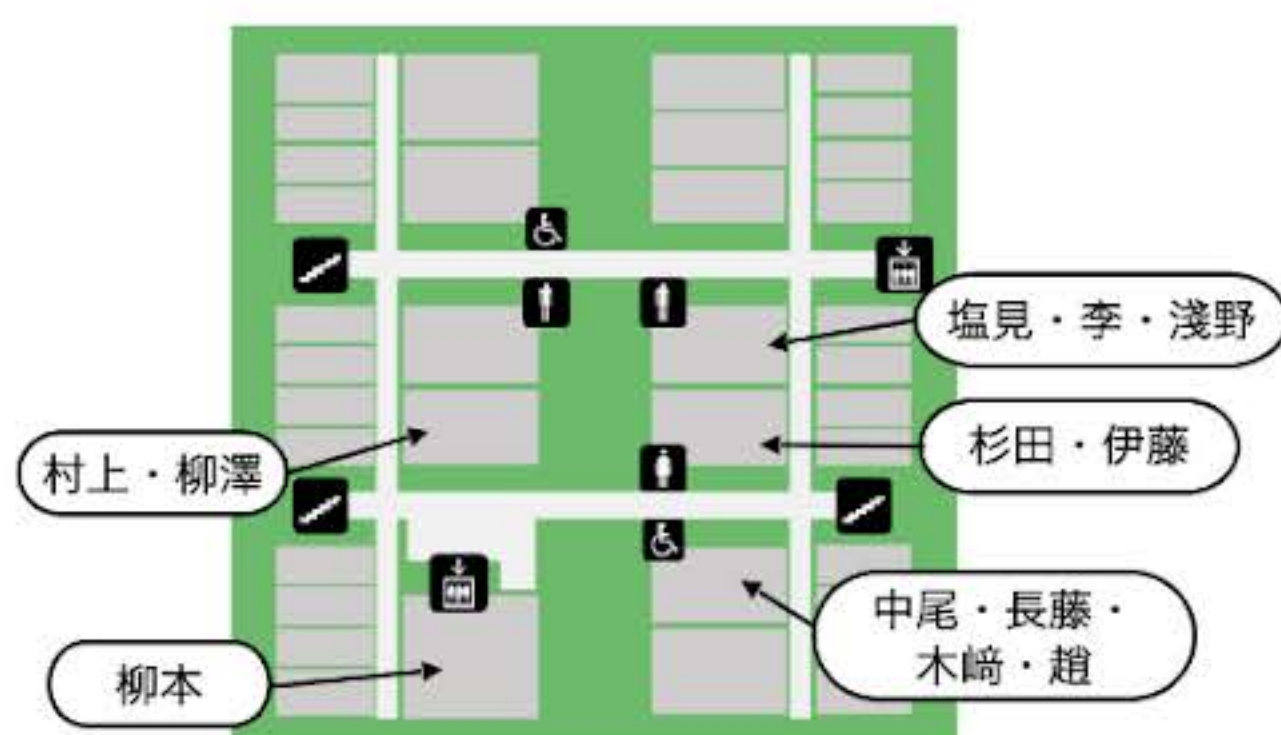 塩見・李・淺野
杉田・伊藤
村上・柳澤
中尾・長藤・
木﨑・趙
柳本